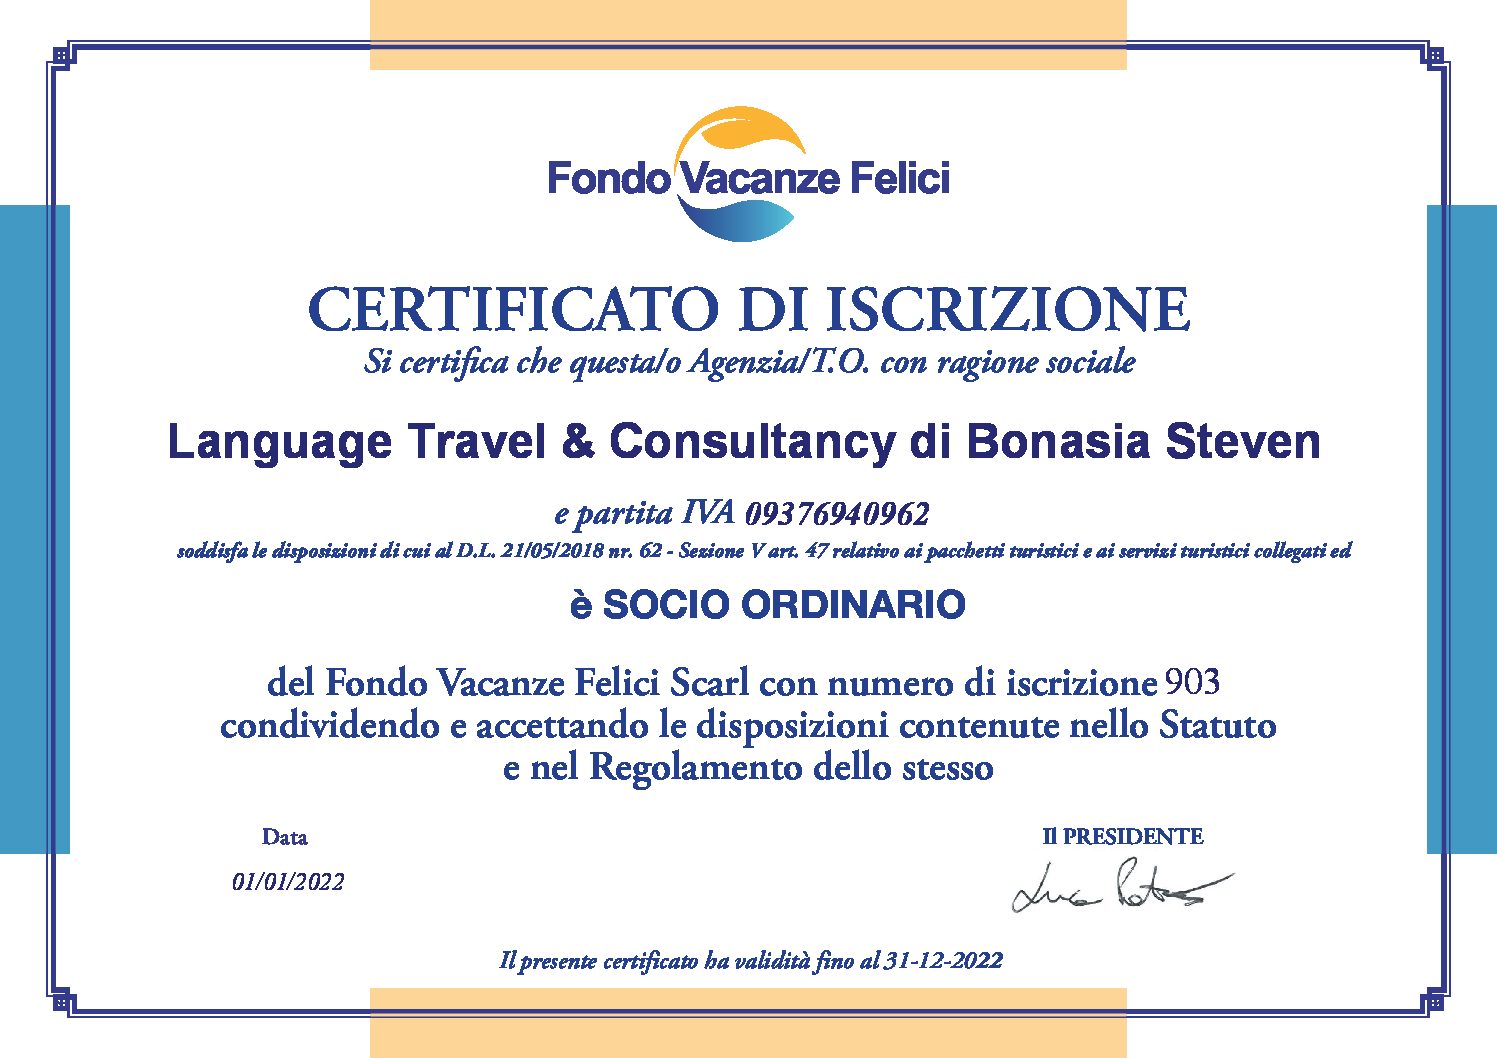 Fondo Vacanze Felici
CERTIFICATO DI ISCRIZIONE
Si certifica che questa/o Agenzia/T.O. con ragione sociale
Language Travel & Consultancy di Bonasia Steven
e partita IVA 09376940962
soddisfa le disposizioni di cui al D.L. 21/05/2018 nr. 62 - Sezione V art. 47 relativo ai pacchetti turistici e ai servizi turistici collegati ed
è SOCIO ORDINARIO
del Fondo Vacanze Felici Scarl con numero di iscrizione 903
condividendo e accettando le disposizioni contenute nello Statuto
e nel Regolamento dello stesso
Data
Il PRESIDENTE
01/01/2022
Il presente certificato ha validità fino al 31-12-2022